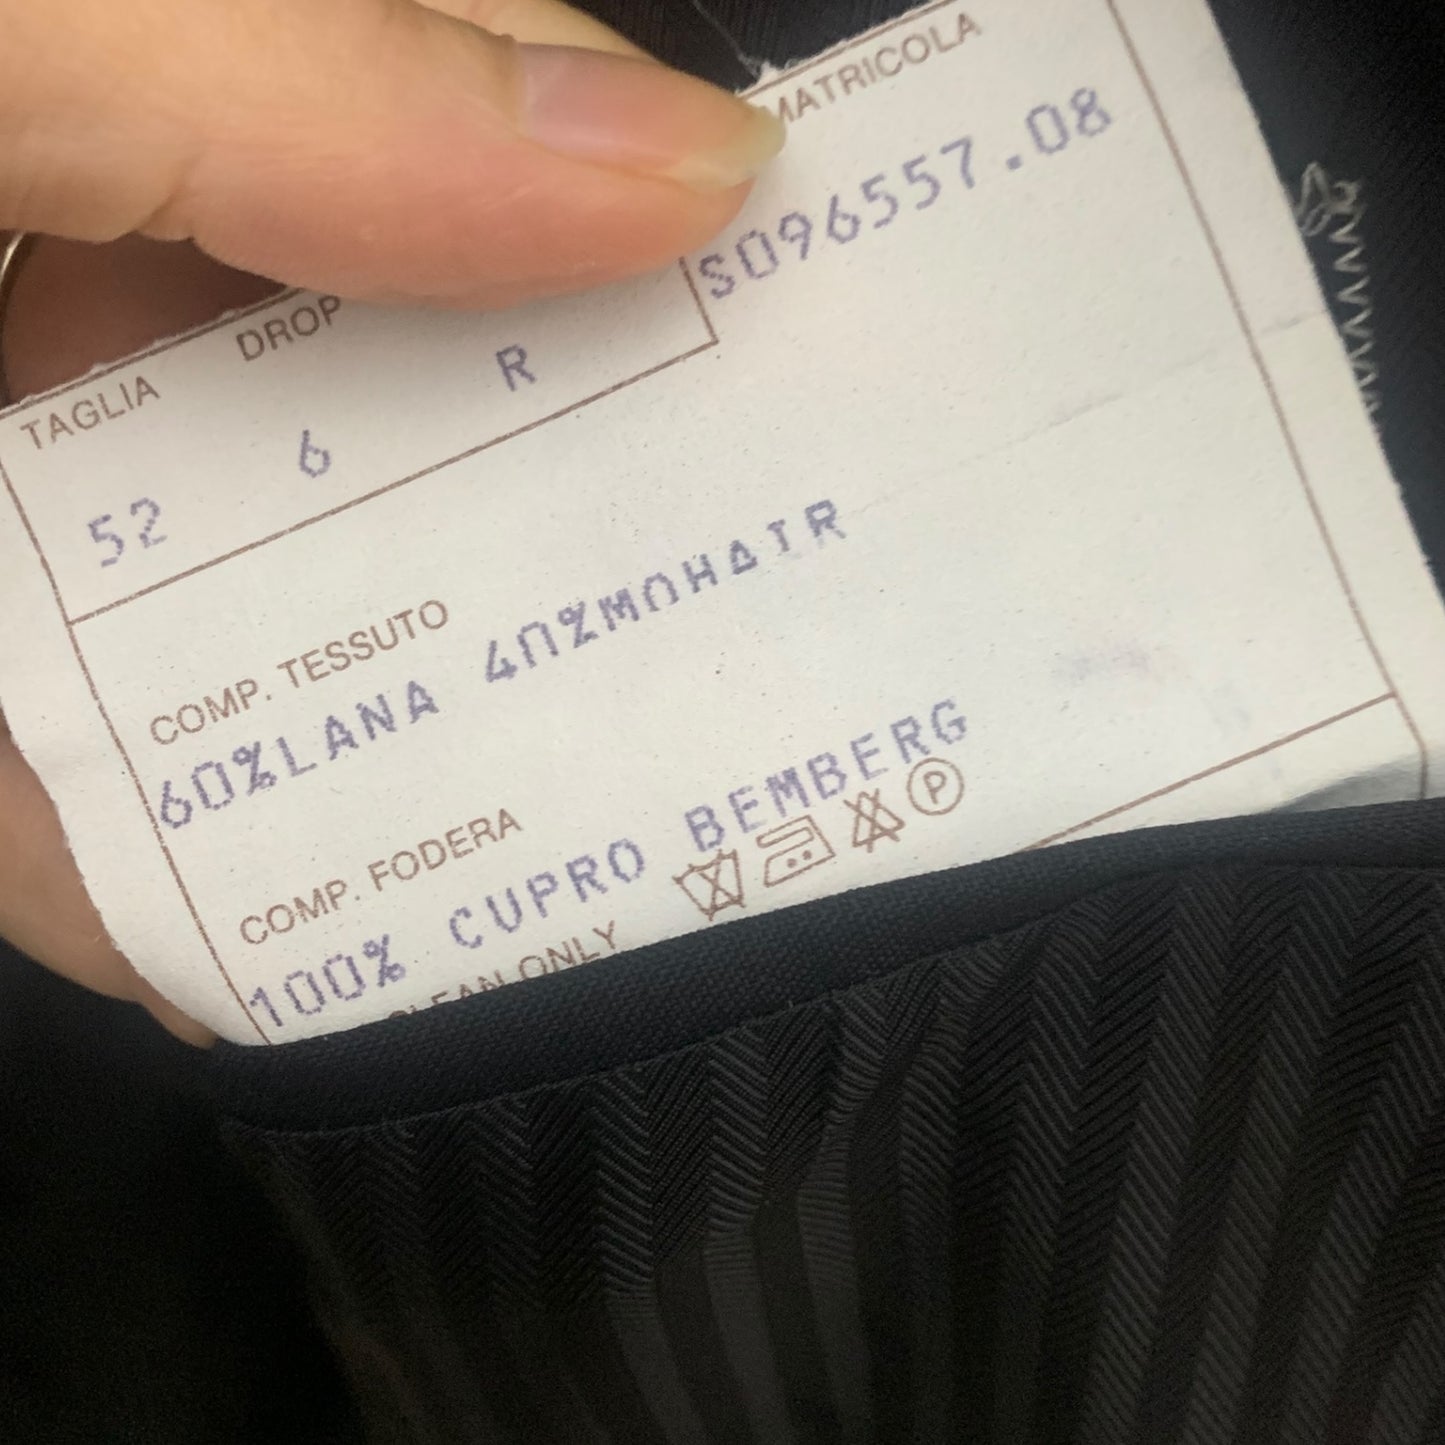 TAGLIA DROP MATRICOLA
52 6 R S096557.08
COMP. TESSUTO
60%LANA 40%MOHAIR
COMP. FODERA
100% CUPRO BEMBERG
CLEAN ONLY P